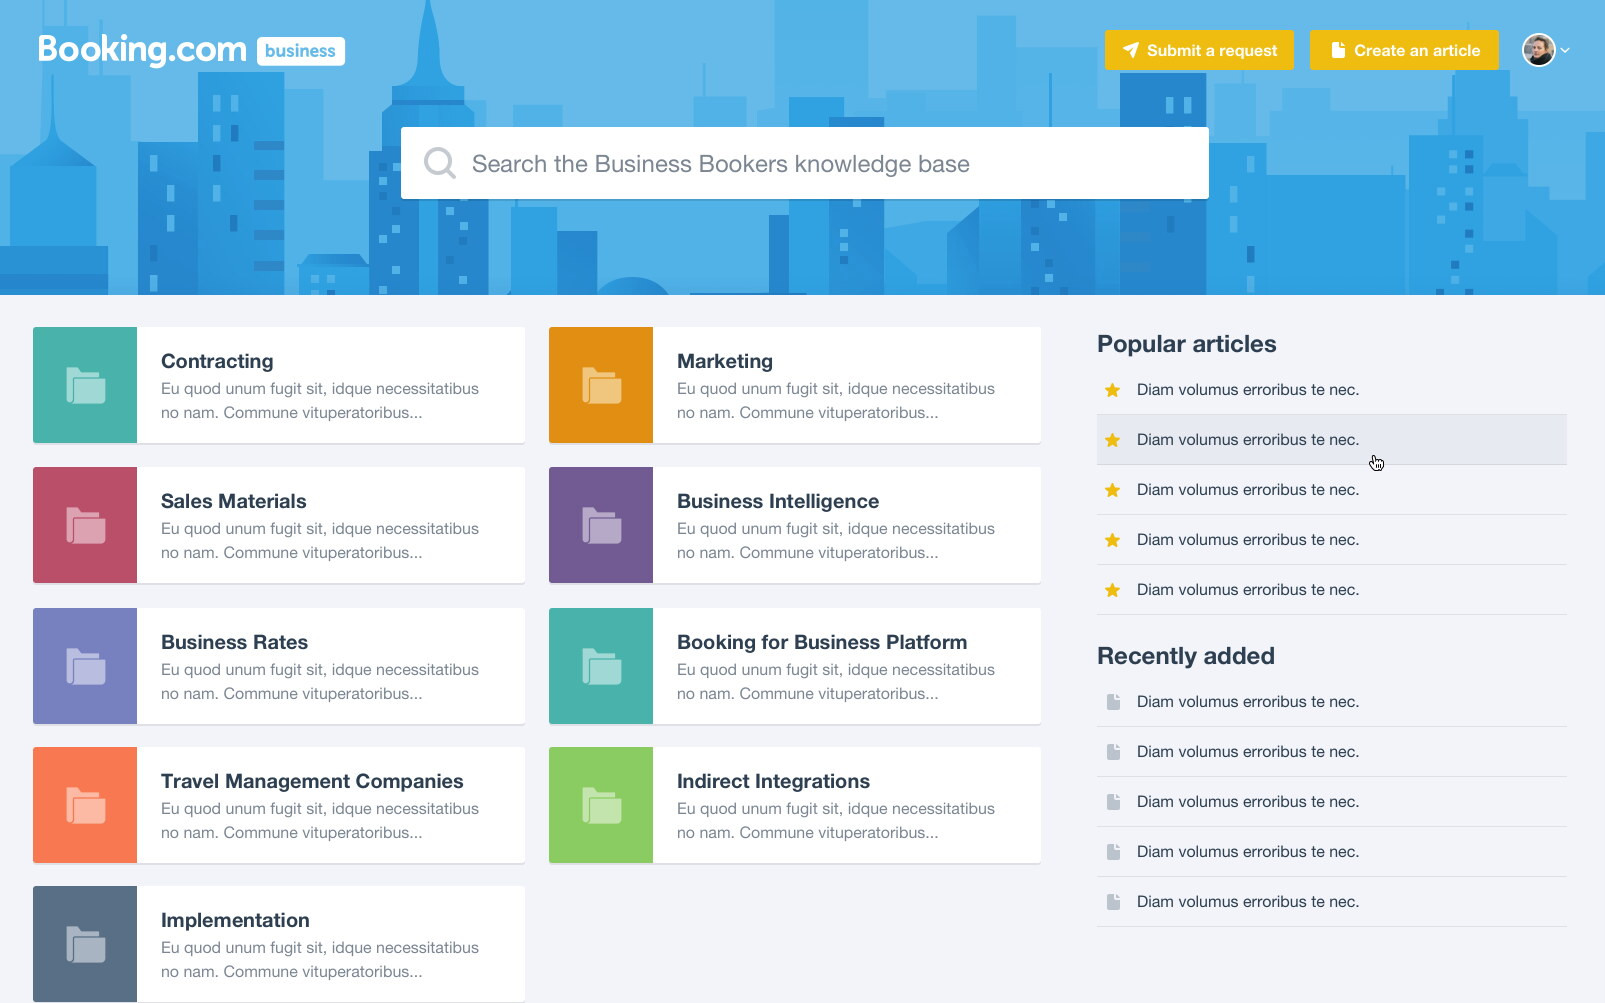 Booking.com business
Submit a request
Create an article
Search the Business Bookers knowledge base
Contracting
Eu quod unum fugit sit, idque necessitatibus
no nam. Commune vituperatoribus...
Marketing
Eu quod unum fugit sit, idque necessitatibus
no nam. Commune vituperatoribus...
Sales Materials
Eu quod unum fugit sit, idque necessitatibus
no nam. Commune vituperatoribus...
Business Intelligence
Eu quod unum fugit sit, idque necessitatibus
no nam. Commune vituperatoribus...
Business Rates
Eu quod unum fugit sit, idque necessitatibus
no nam. Commune vituperatoribus...
Booking for Business Platform
Eu quod unum fugit sit, idque necessitatibus
no nam. Commune vituperatoribus...
Travel Management Companies
Eu quod unum fugit sit, idque necessitatibus
no nam. Commune vituperatoribus...
Indirect Integrations
Eu quod unum fugit sit, idque necessitatibus
no nam. Commune vituperatoribus...
Implementation
Eu quod unum fugit sit, idque necessitatibus
no nam. Commune vituperatoribus...
Popular articles
Diam volumus erroribus te nec.
Diam volumus erroribus te nec.
Diam volumus erroribus te nec.
Diam volumus erroribus te nec.
Diam volumus erroribus te nec.
Recently added
Diam volumus erroribus te nec.
Diam volumus erroribus te nec.
Diam volumus erroribus te nec.
Diam volumus erroribus te nec.
Diam volumus erroribus te nec.